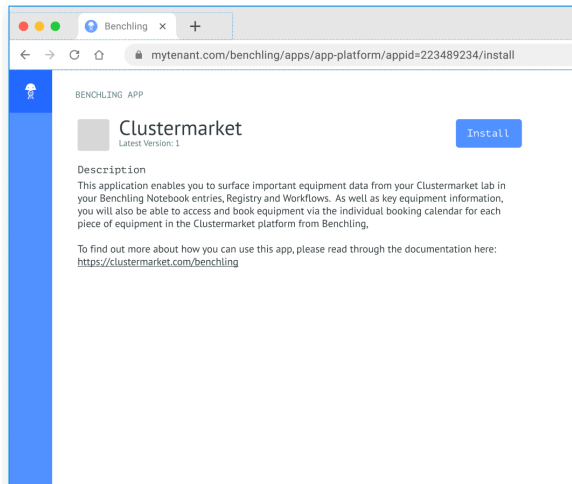 Benchling
mytenant.com/benchling/apps/app-platform/appid=223489234/install
BENCHLING APP
Clustermarket
Latest Version: 1
Install
Description
This application enables you to surface important equipment data from your Clustermarket lab in
your Benchling Notebook entries, Registry and Workflows. As well as key equipment information,
you will also be able to access and book equipment via the individual booking calendar for each
piece of equipment in the Clustermarket platform from Benchling,
To find out more about how you can use this app, please read through the documentation here:
https://clustermarket.com/benchling